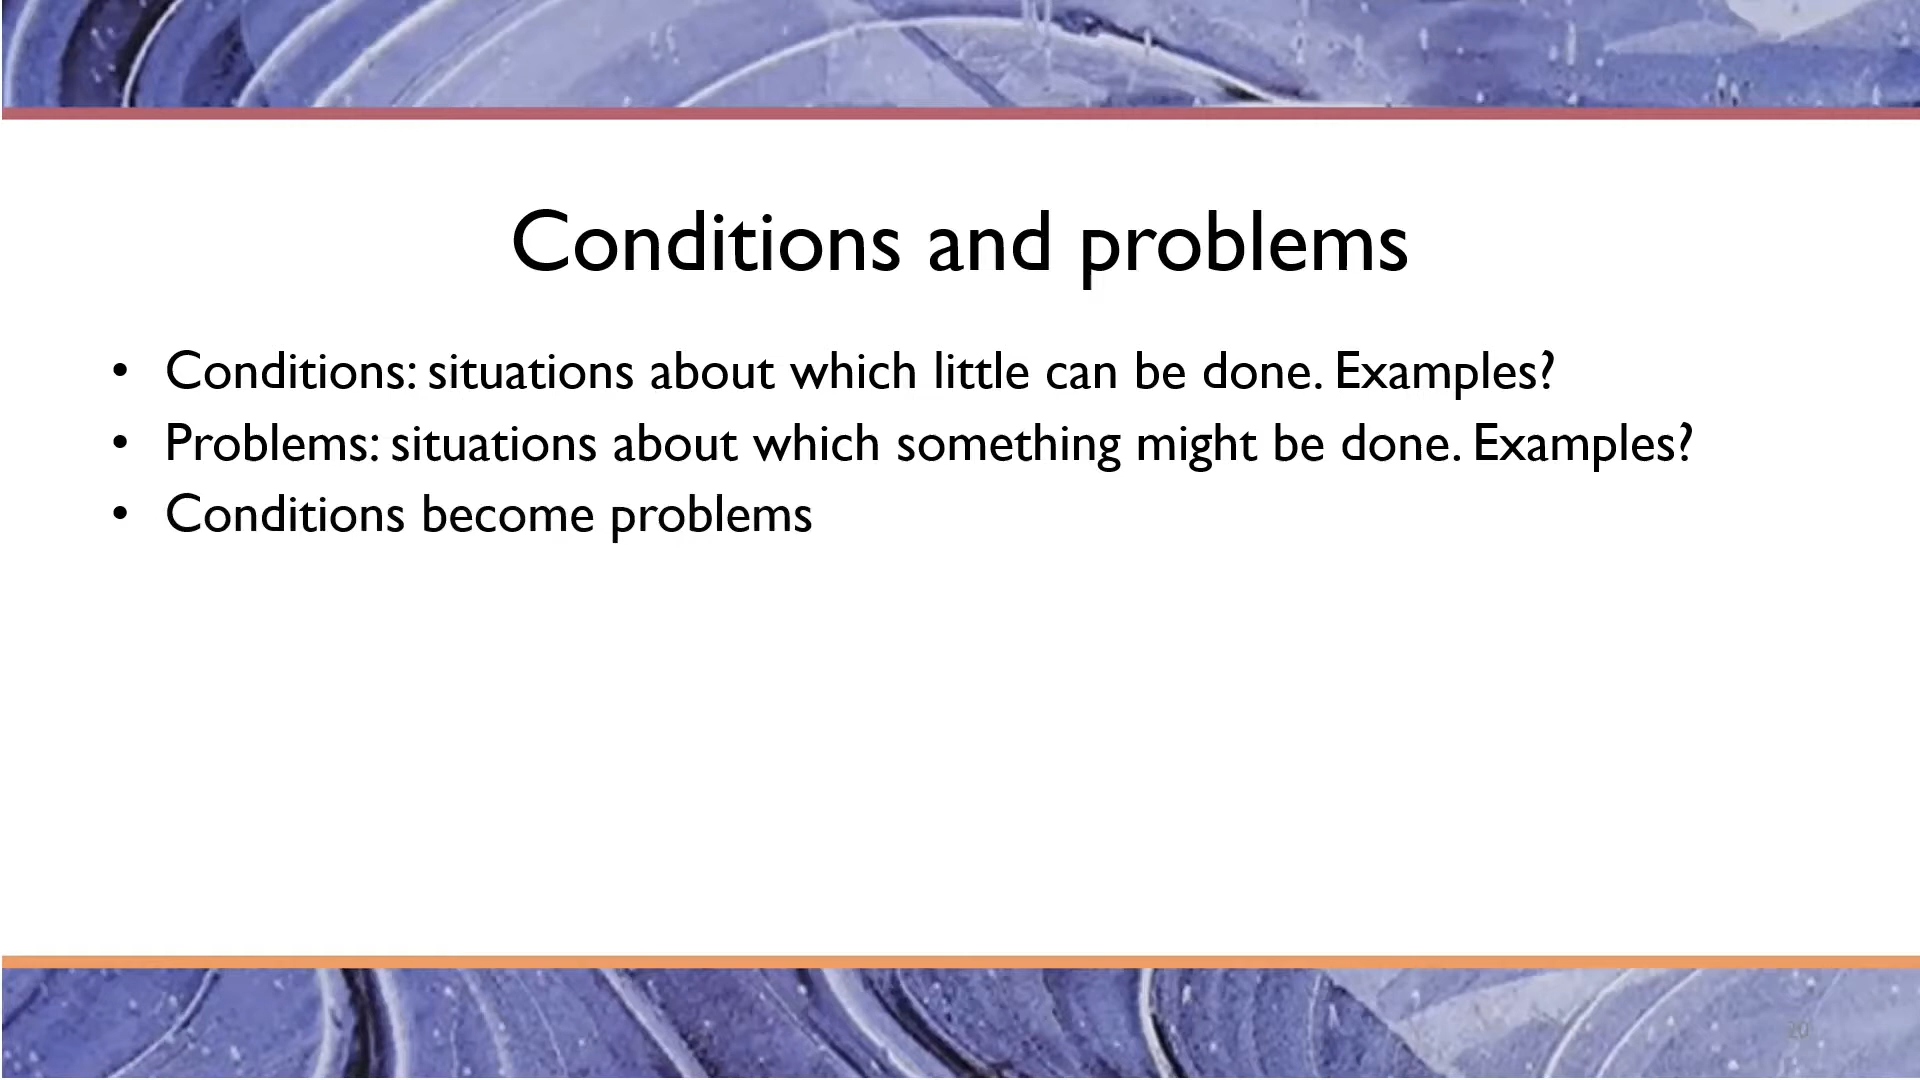 Conditions and problems
• Conditions: situations about which little can be done. Examples?
• Problems: situations about which something might be done. Examples?
• Conditions become problems
20